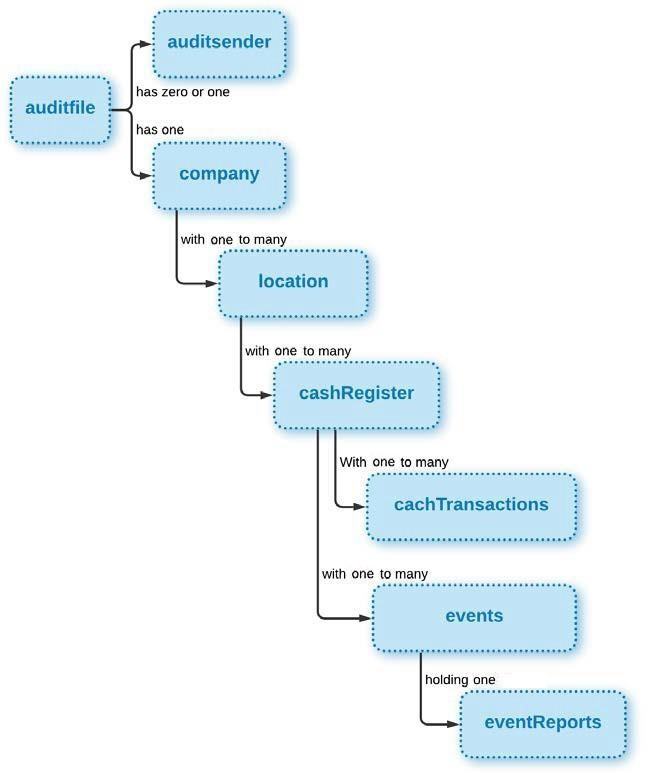 auditsender
auditfile
has zero or one
has one
company
with one to many
location
with one to many
cashRegister
With one to many
cachTransactions
with one to many
events
holding one
eventReports